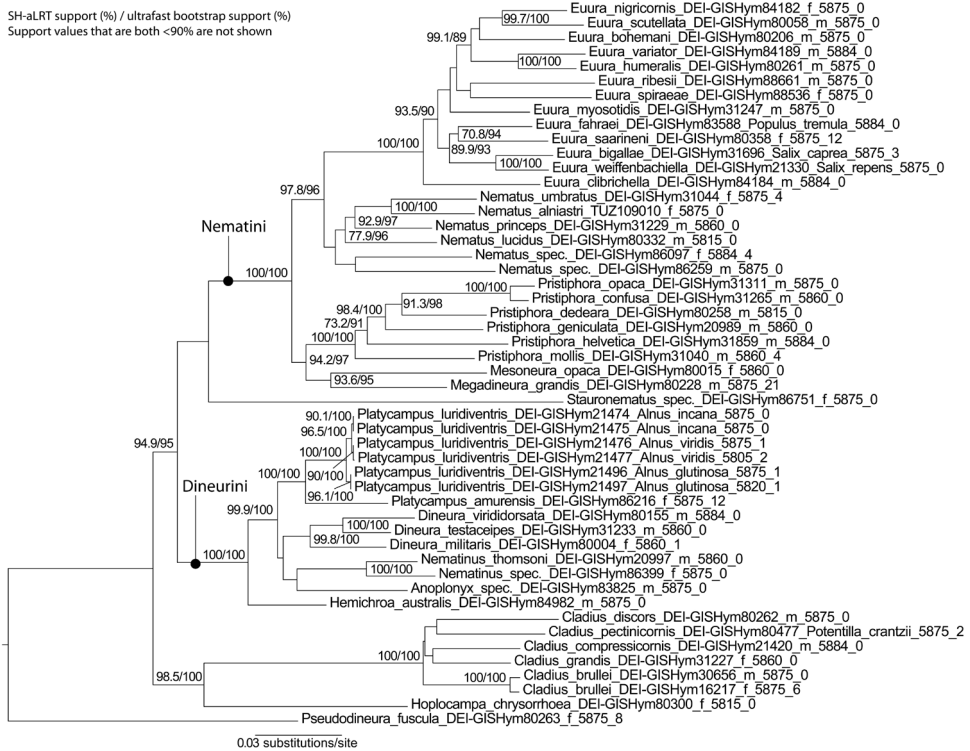 SH-aLRT support (%) / ultrafast bootstrap support (%)
Support values that are both <90% are not shown
Euura_nigricornis_DEI-GISHym84182_f_5875_0
99.7/100
Euura_scutellata_DEI-GISHym80058_m_5875_0
99.1/89
Euura_bohemani_DEI-GISHym80206_m_5875_0
Euura_variator_DEI-GISHym84189_m_5884_0
100/100
Euura_humeralis_DEI-GISHym80261_m_5875_0
Euura_ribesii_DEI-GISHym88661_m_5875_0
Euura_spiraeae_DEI-GISHym88536_f_5875_0
93.5/90
Euura_myosotidis_DEI-GISHym31247_m_5875_0
Euura_fahraei_DEI-GISHym83588_Populus_tremula_5884_0
70.8/94
Euura_saarineni_DEI-GISHym80358_f_5875_12
100/100
89.9/93
Euura_bigallae_DEI-GISHym31696_Salix_caprea_5875_3
100/100
Euura_weiffenbachiella_DEI-GISHym21330_Salix_repens_5875_0
Euura_clibrichella_DEI-GISHym84184_m_5884_0
97.8/96
Nematus_umbratus_DEI-GISHym31044_f_5875_4
100/100
Nematus_alniastri_TUZ109010_f_5875_0
92.9/97
Nematus_princeps_DEI-GISHym31229_m_5860_0
Nematini
77.9/96
Nematus_lucidus_DEI-GISHym80332_m_5815_0
Nematus_spec._DEI-GISHym86097_f_5884_4
100/100
Nematus_spec._DEI-GISHym86259_m_5875_0
Pristiphora_opaca_DEI-GISHym31311_m_5875_0
100/100
Pristiphora_confusa_DEI-GISHym31265_m_5860_0
91.3/98
98.4/100
Pristiphora_dedeara_DEI-GISHym80258_m_5815_0
73.2/91
Pristiphora_geniculata_DEI-GISHym20989_m_5860_0
100/100
Pristiphora_helvetica_DEI-GISHym31859_m_5884_0
94.2/97
Pristiphora_mollis_DEI-GISHym31040_m_5860_4
Mesoneura_opaca_DEI-GISHym80015_f_5860_0
93.6/95
Megadineura_grandis_DEI-GISHym80228_m_5875_21
Stauronematus_spec._DEI-GISHym86751_f_5875_0
90.1/100
Platycampus_luridiventris_DEI-GISHym21474_Alnus_incana_5875_0
96.5/100
Platycampus_luridiventris_DEI-GISHym21475_Alnus_incana_5875_0
94.9/95
Platycampus_luridiventris_DEI-GISHym21476_Alnus_viridis_5875_1
100/100
Platycampus_luridiventris_DEI-GISHym21477_Alnus_viridis_5805_2
100/100
90/100
Platycampus_luridiventris_DEI-GISHym21496_Alnus_glutinosa_5875_1
Dineurini
Platycampus_luridiventris_DEI-GISHym21497_Alnus_glutinosa_5820_1
96.1/100
Platycampus_amurensis_DEI-GISHym86216_f_5875_12
99.9/100
Dineura_virididorsata_DEI-GISHym80155_m_5884_0
100/100
Dineura_testaceipes_DEI-GISHym31233_m_5860_0
99.8/100
Dineura_militaris_DEI-GISHym80004_f_5860_1
100/100
Nematinus_thomsoni_DEI-GISHym20997_m_5860_0
100/100
Nematinus_spec._DEI-GISHym86399_f_5875_0
Anoplonyx_spec._DEI-GISHym83825_m_5875_0
Hemichroa_australis_DEI-GISHym84982_m_5875_0
Cladius_discors_DEI-GISHym80262_m_5875_0
Cladius_pectinicornis_DEI-GISHym80477_Potentilla_crantzii_5875_2
Cladius_compressicornis_DEI-GISHym21420_m_5884_0
100/100
Cladius_grandis_DEI-GISHym31227_f_5860_0
98.5/100
100/100
Cladius_brullei_DEI-GISHym30656_m_5875_0
Cladius_brullei_DEI-GISHym16217_f_5875_6
Hoplocampa_chrysorrhoea_DEI-GISHym80300_f_5815_0
Pseudodineura_fuscula_DEI-GISHym80263_f_5875_8
0.03 substitutions/site